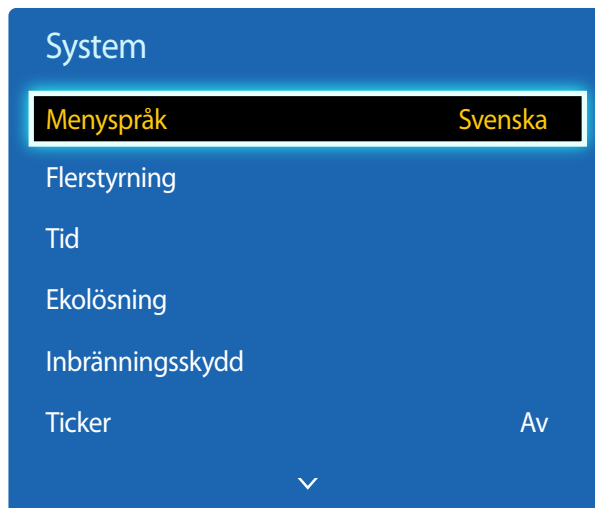 System
Menyspråk Svenska
Flerstyrning
Tid
Ekolösning
Inbränningsskydd
Ticker Av